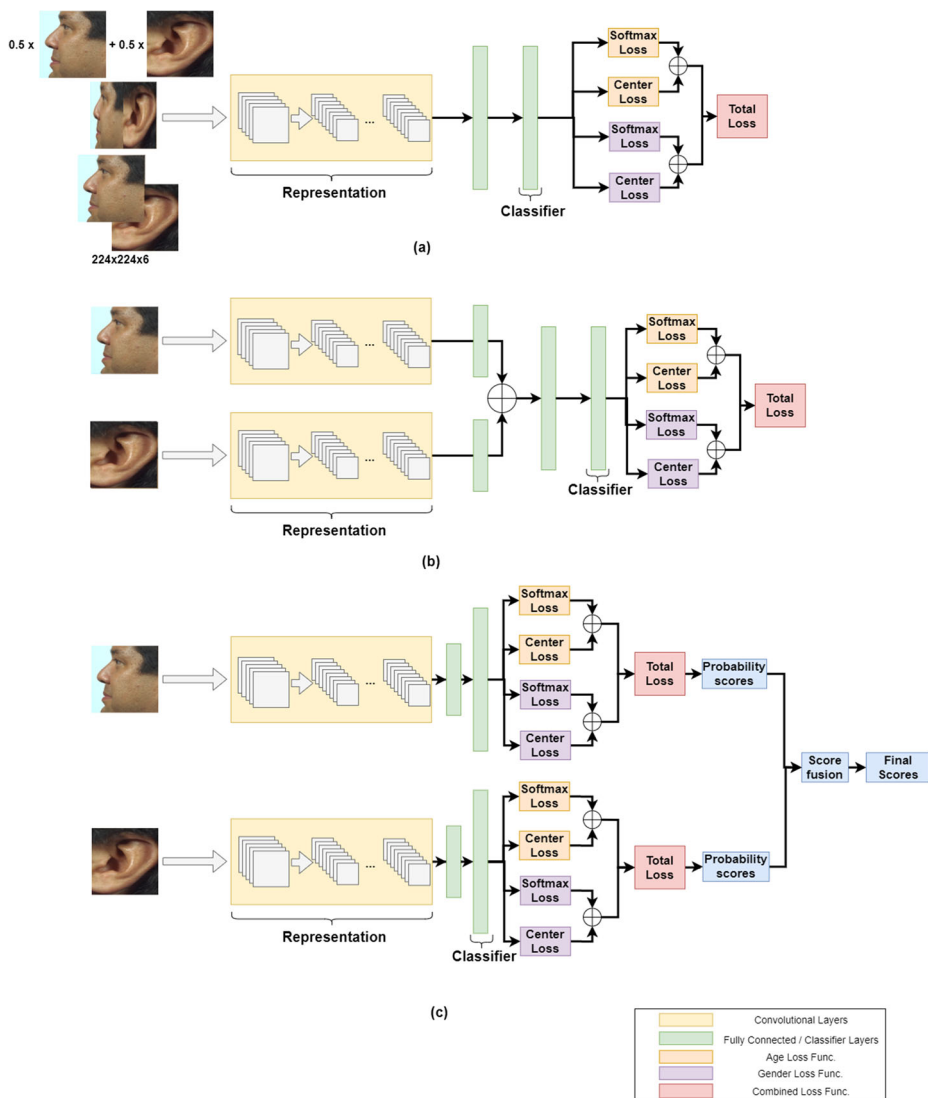 0.5 x
+ 0.5 x
224x224x6
...
Representation
Classifier
Softmax
Loss
Center
Loss
Softmax
Loss
Center
Loss
Total
Loss
(a)
...
...
Representation
Classifier
Softmax
Loss
Center
Loss
Softmax
Loss
Center
Loss
Total
Loss
(b)
...
Softmax
Loss
Center
Loss
Softmax
Loss
Center
Loss
Total
Loss
Probability
scores
...
Representation
Classifier
Softmax
Loss
Center
Loss
Softmax
Loss
Center
Loss
Total
Loss
Probability
scores
Score
fusion
Final
Scores
(c)
Convolutional Layers
Fully Connected / Classifier Layers
Age Loss Func.
Gender Loss Func.
Combined Loss Func.